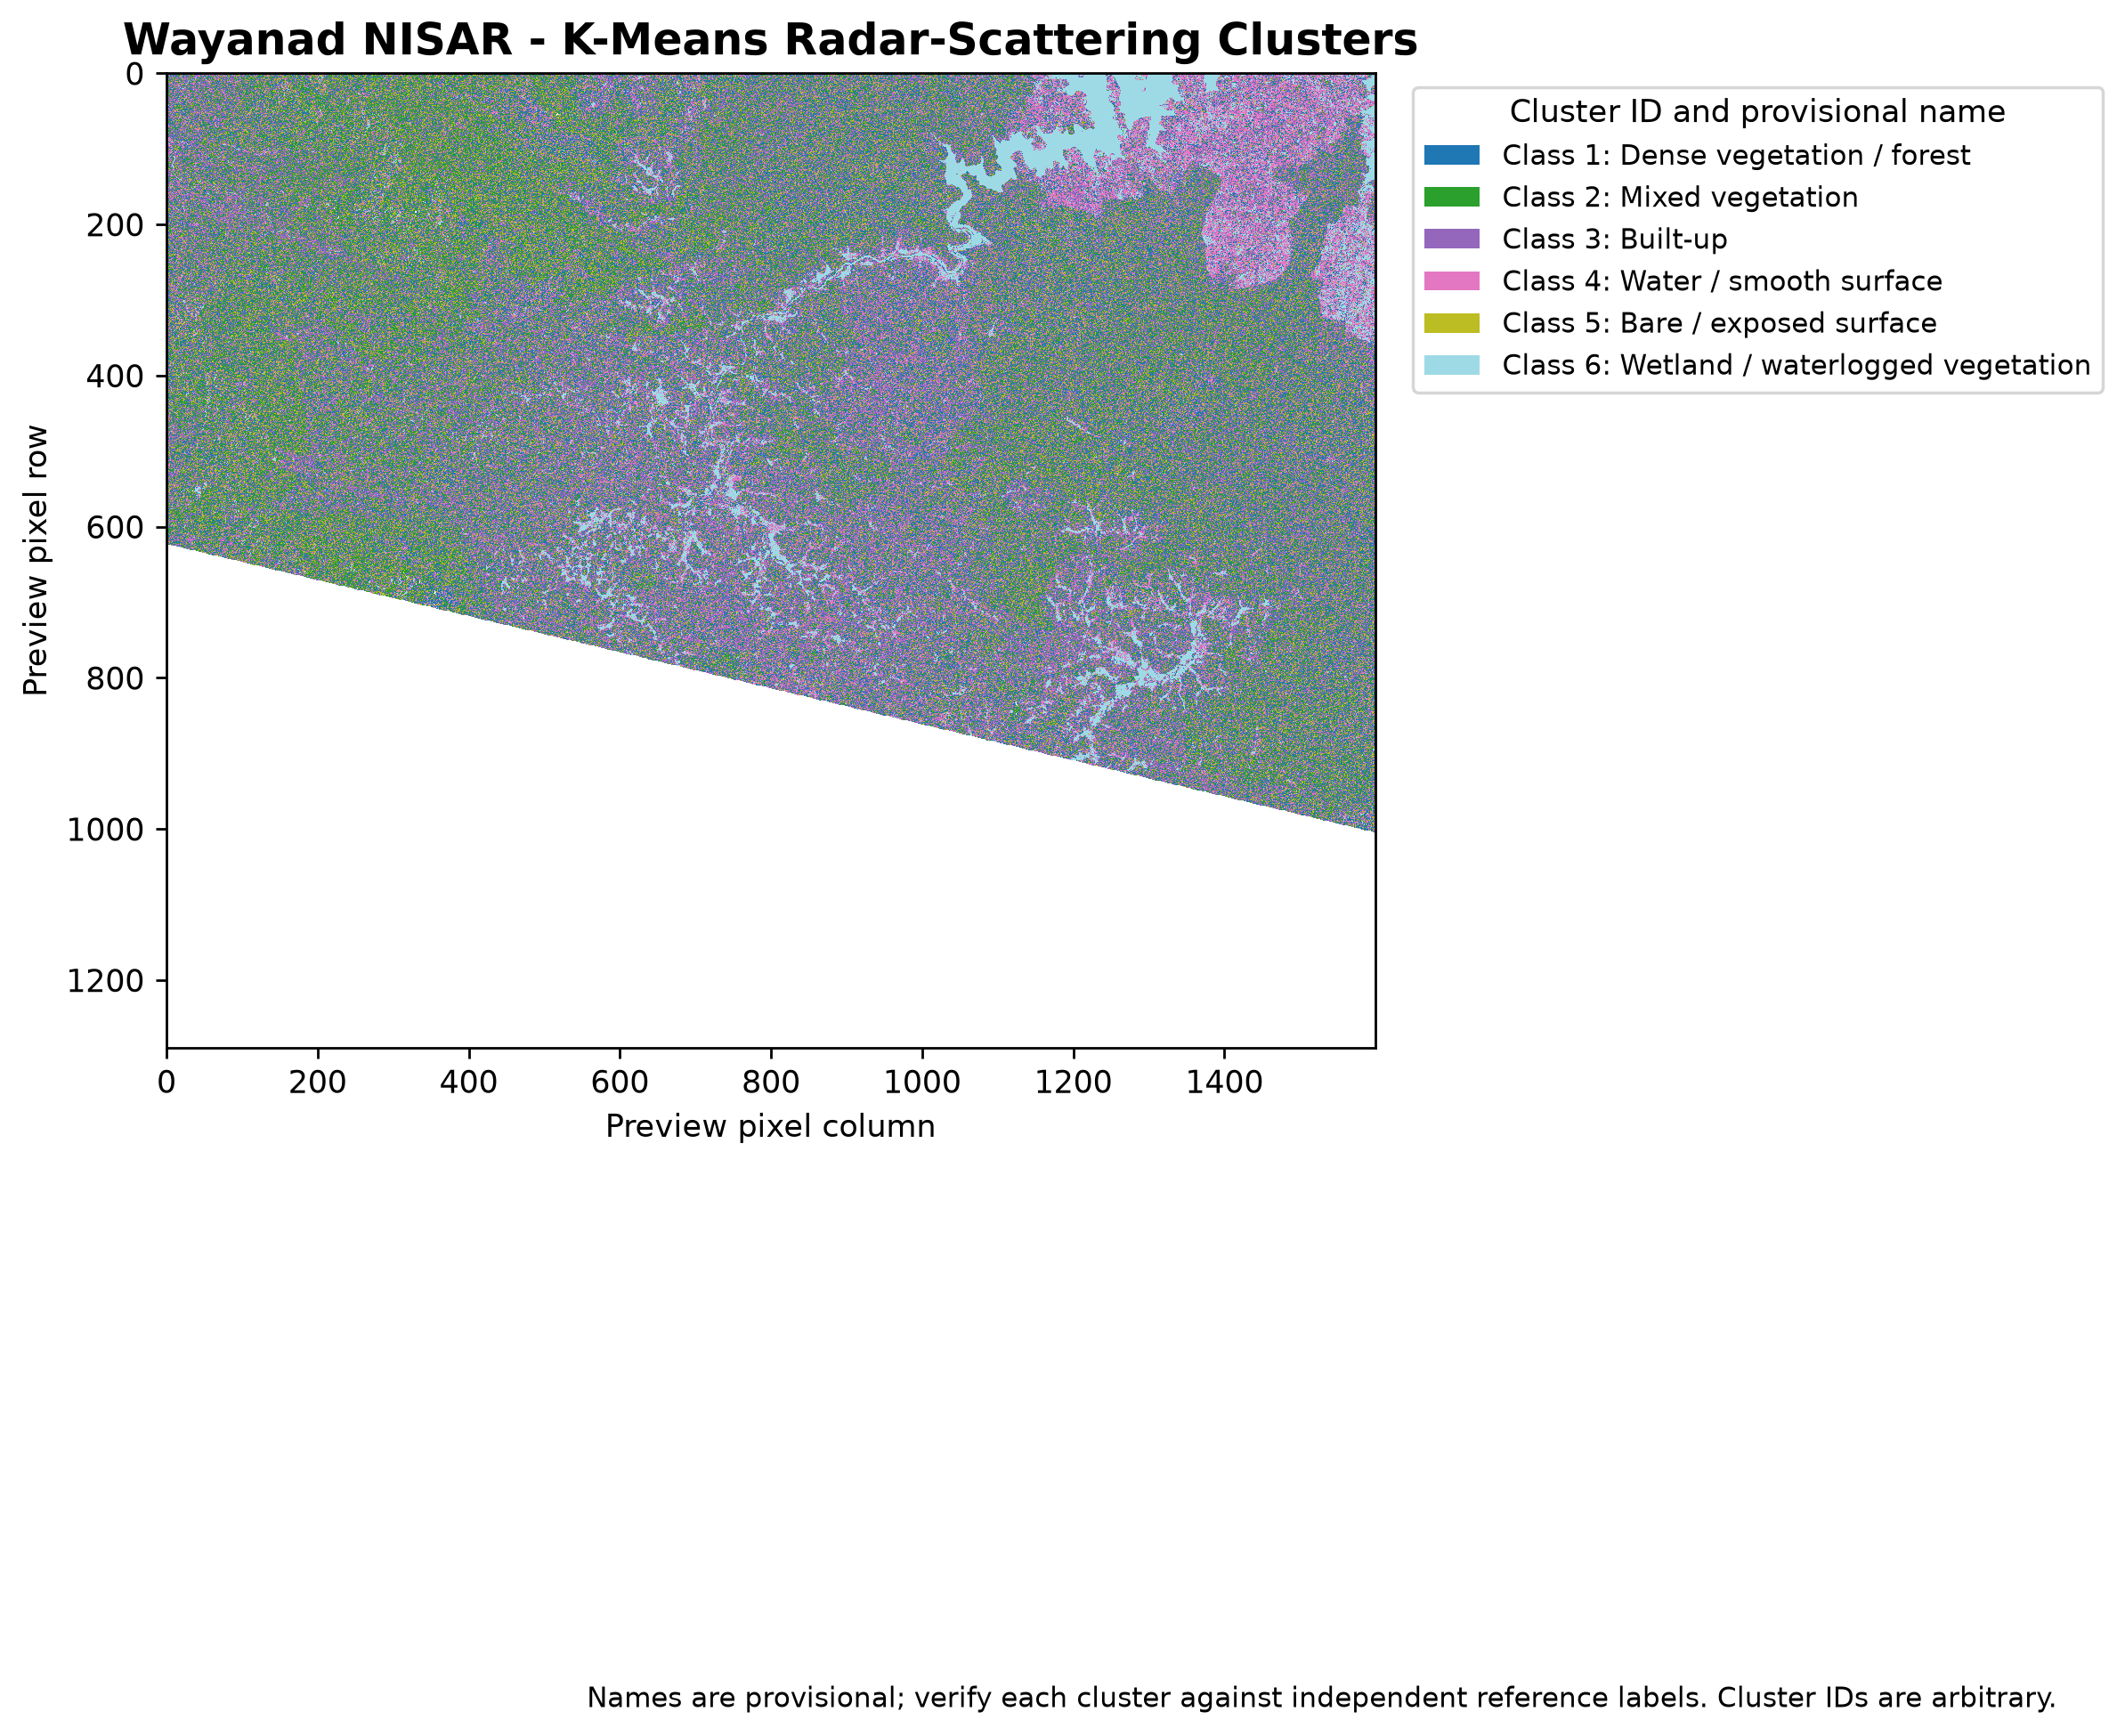 Wayanad NISAR - K-Means Radar-Scattering Clusters
Cluster ID and provisional name
Class 1: Dense vegetation / forest
Class 2: Mixed vegetation
Class 3: Built-up
Class 4: Water / smooth surface
Class 5: Bare / exposed surface
Class 6: Wetland / waterlogged vegetation
Preview pixel row
0
200
400
600
800
1000
1200
0 200 400 600 800 1000 1200 1400
Preview pixel column
Names are provisional; verify each cluster against independent reference labels. Cluster IDs are arbitrary.